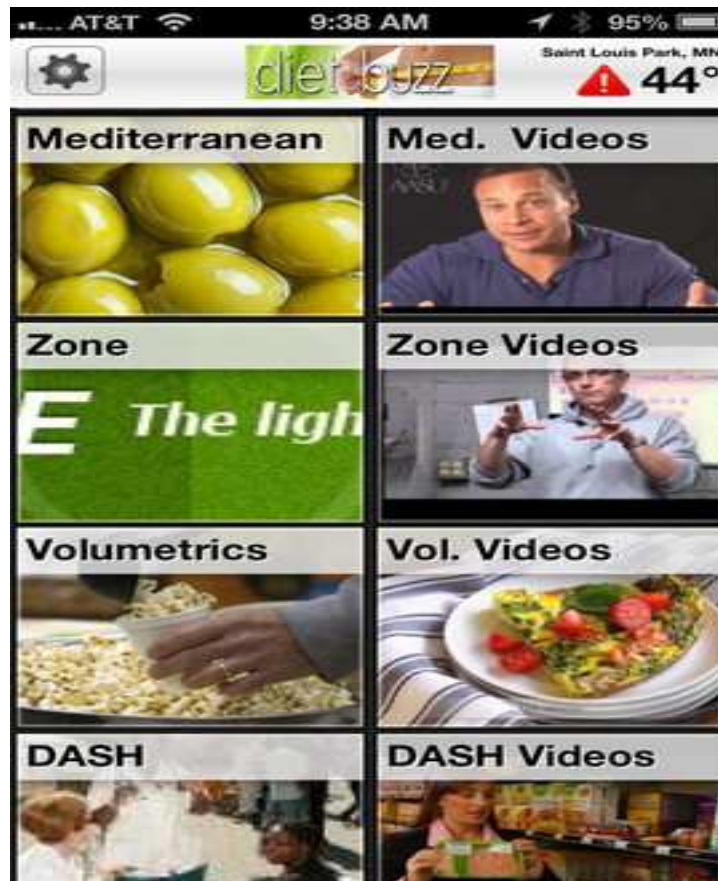 AT&T 9:38 AM 95%
diet buzz
Saint Louis Park, MN
44°
Mediterranean Med. Videos
Zone Zone Videos
E The ligh
Volumetrics Vol. Videos
DASH DASH Videos